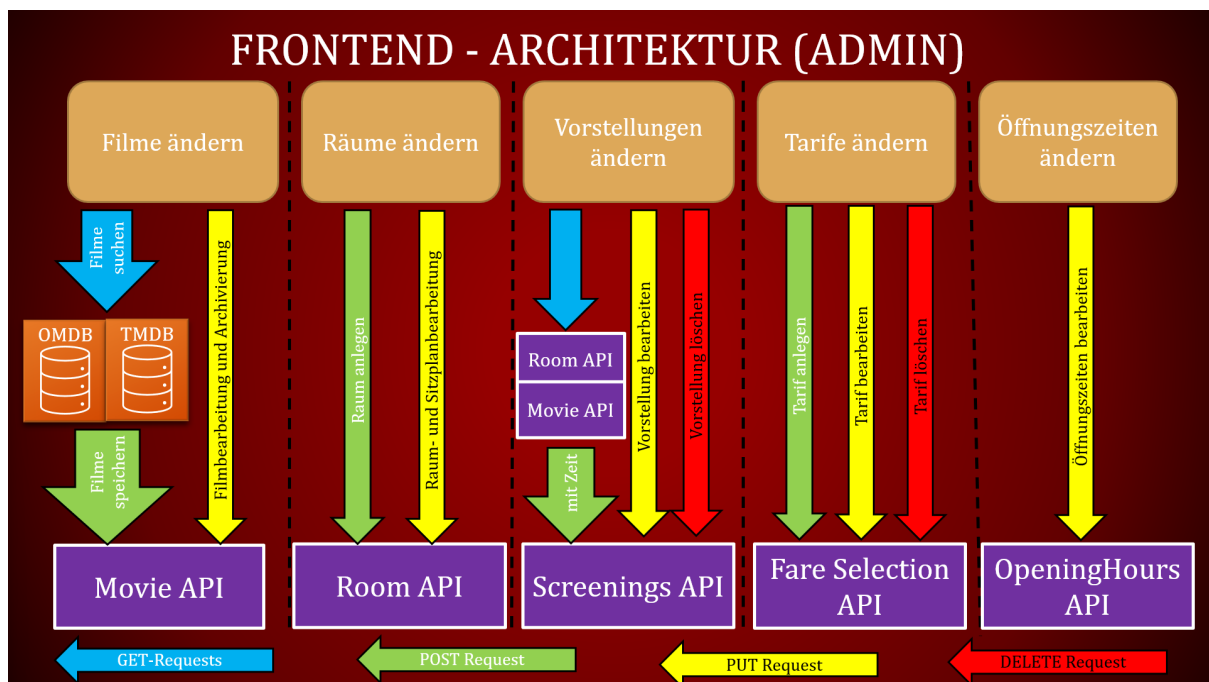 FRONTEND - ARCHITEKTUR (ADMIN)
Filme ändern
Räume ändern
Vorstellungen
ändern
Tarife ändern
Öffnungszeiten
ändern
Filme
suchen
OMDB
TMDB
Filme
speichern
Filmbearbeitung und Archivierung
Raum anlegen
Raum- und Sitzplanbearbeitung
Room API
Movie API
mit Zeit
Vorstellung bearbeiten
Vorstellung löschen
Tarif anlegen
Tarif bearbeiten
Tarif löschen
Öffnungszeiten bearbeiten
Movie API
Room API
Screenings API
Fare Selection
API
OpeningHours
API
GET-Requests
POST Request
PUT Request
DELETE Request